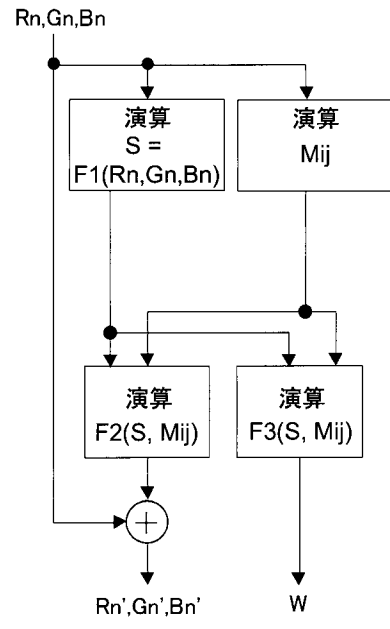 Rn,Gn,Bn
演算
S =
F1(Rn,Gn,Bn)
演算
Mij
演算
F2(S, Mij)
演算
F3(S, Mij)
+
Rn',Gn',Bn'
W